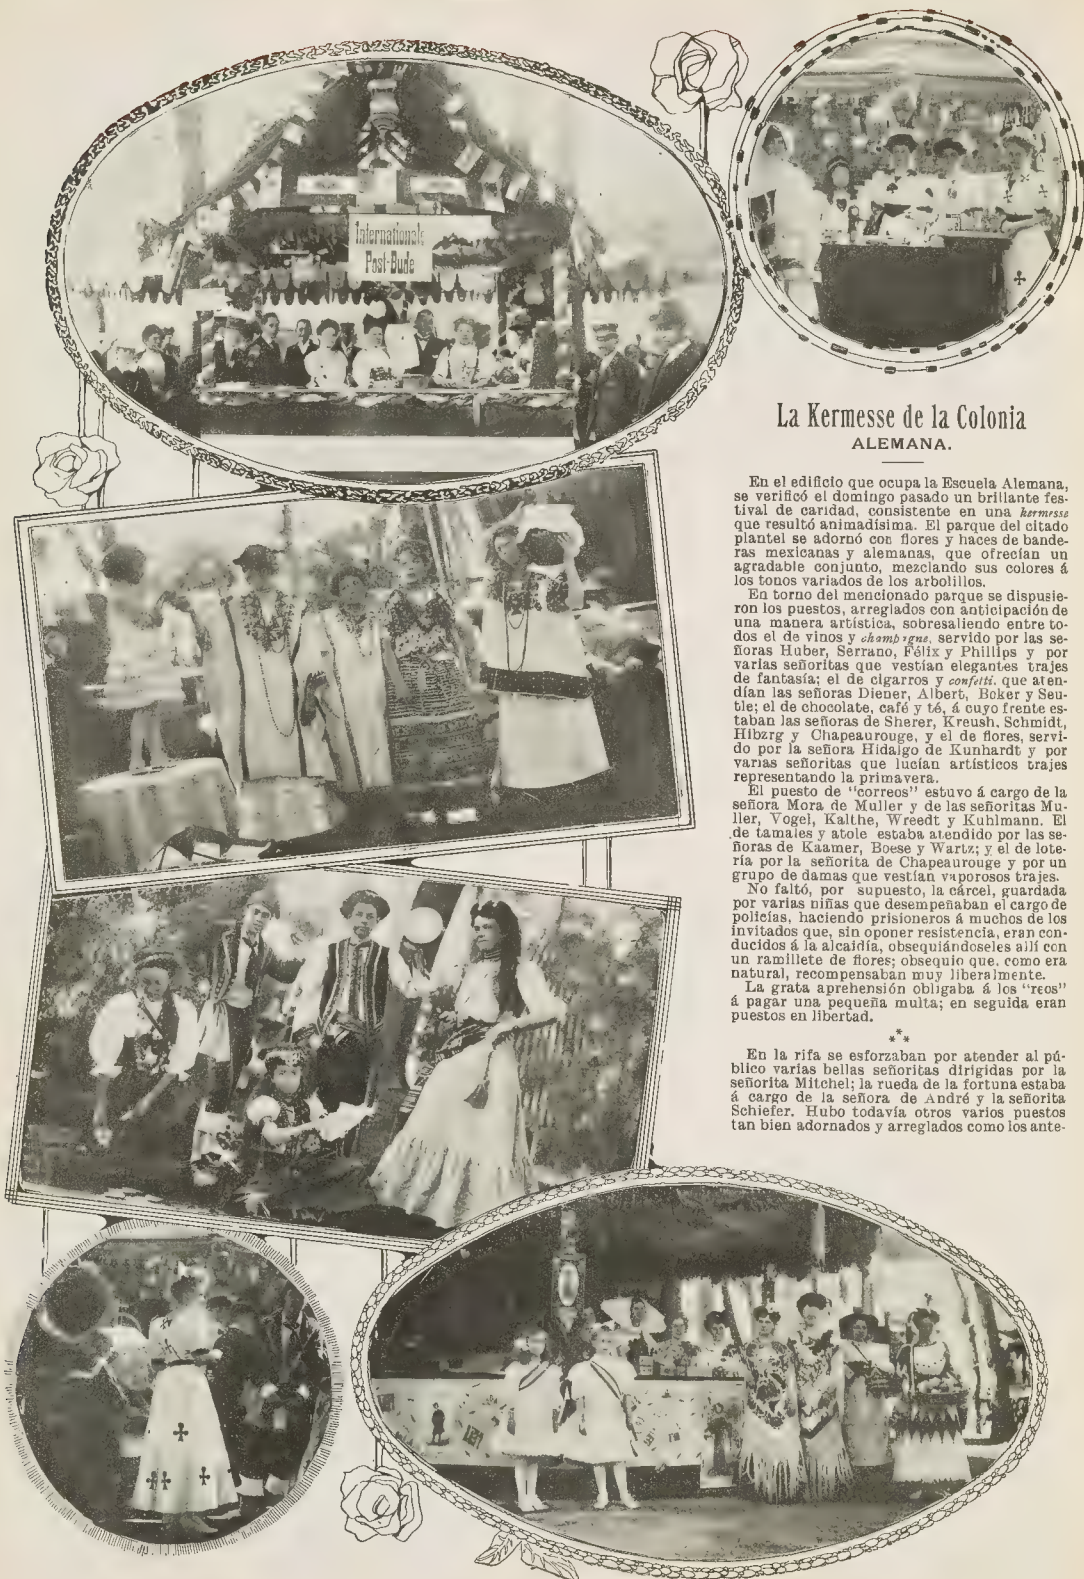 Internationale
Post-Bude
La Kermesse de la Colonia
ALEMANA.
En el edificio que ocupa la Escuela Alemana,
se verificó el domingo pasado un brillante fes-
tival de caridad, consistente en una kermesse
que resultó animadísima. El parque del citado
plantel se adornó con flores y haces de bande-
ras mexicanas y alemanas, que ofrecían un
agradable conjunto, mezclando sus colores á
los tonos variados de los arbolillos.
En torno del mencionado parque se dispusie-
ron los puestos, arreglados con anticipación de
una manera artística, sobresaliendo entre to-
dos el de vinos y champagne, servido por las se-
ñoras Huber, Serrano, Félix y Phillips y por
varias señoritas que vestían elegantes trajes
de fantasía; el de cigarros y confetti, que aten-
dían las señoras Diener, Albert, Boker y Seu-
tle; el de chocolate, café y té, á cuyo frente es-
taban las señoras de Sherer, Kreush, Schmidt,
Hibzrg y Chapeaurouge, y el de flores, servi-
do por la señora Hidalgo de Kunhardt y por
varias señoritas que lucían artísticos trajes
representando la primavera.
El puesto de "correos" estuvo á cargo de la
señora Mora de Muller y de las señoritas Mu-
ller, Vogel, Kalthe, Wreedt y Kuhlmann. El
de tamales y atole estaba atendido por las se-
ñoras de Kaamer, Boese y Wartz; y el de lote-
ría por la señorita de Chapeaurouge y por un
grupo de damas que vestían vaporosos trajes.
No faltó, por supuesto, la cárcel, guardada
por varias niñas que desempeñaban el cargo de
policías, haciendo prisioneros á muchos de los
invitados que, sin oponer resistencia, eran con-
ducidos á la alcaidía, obsequiándoseles allí con
un ramillete de flores; obsequio que, como era
natural, recompensaban muy liberalmente.
La grata aprehensión obligaba á los "reos"
á pagar una pequeña multa; en seguida eran
puestos en libertad.
***
En la rifa se esforzaban por atender al pú-
blico varias bellas señoritas dirigidas por la
señorita Mitchel; la rueda de la fortuna estaba
á cargo de la señora de André y la señorita
Schiefer. Hubo todavía otros varios puestos
tan bien adornados y arreglados como los ante-